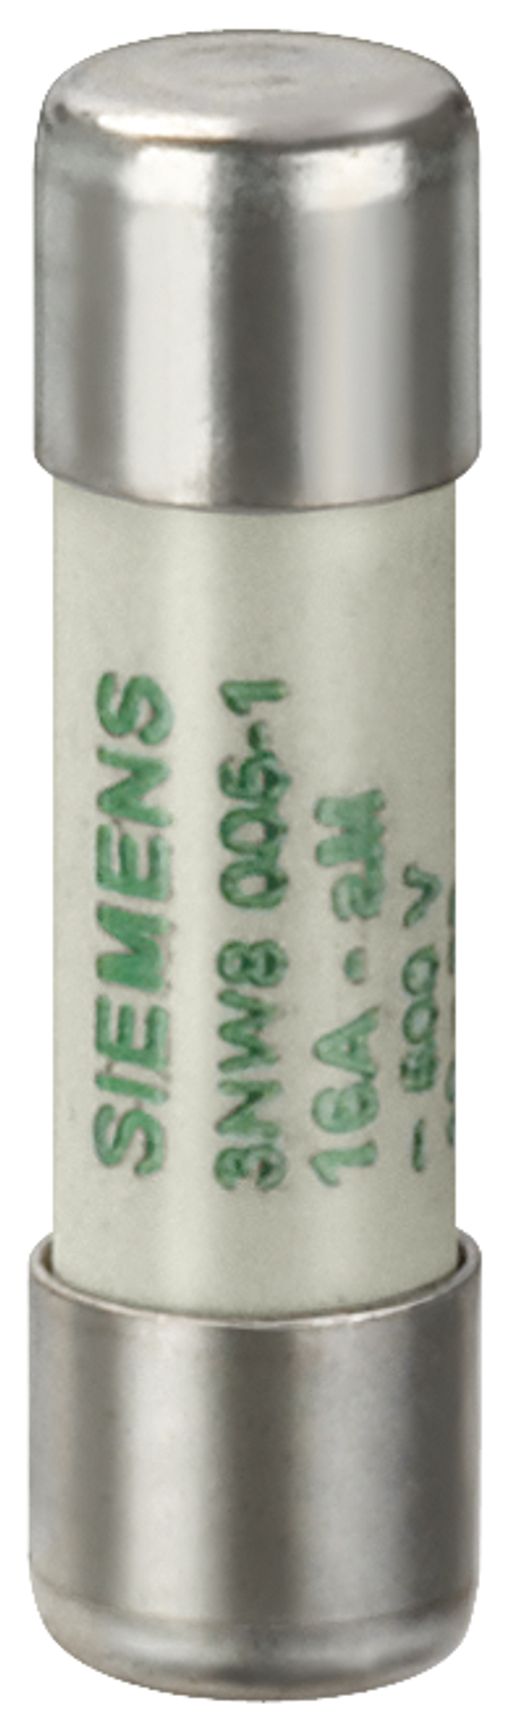 SIEMENS
3NW8 005-1
16A - aM
~ 500 V